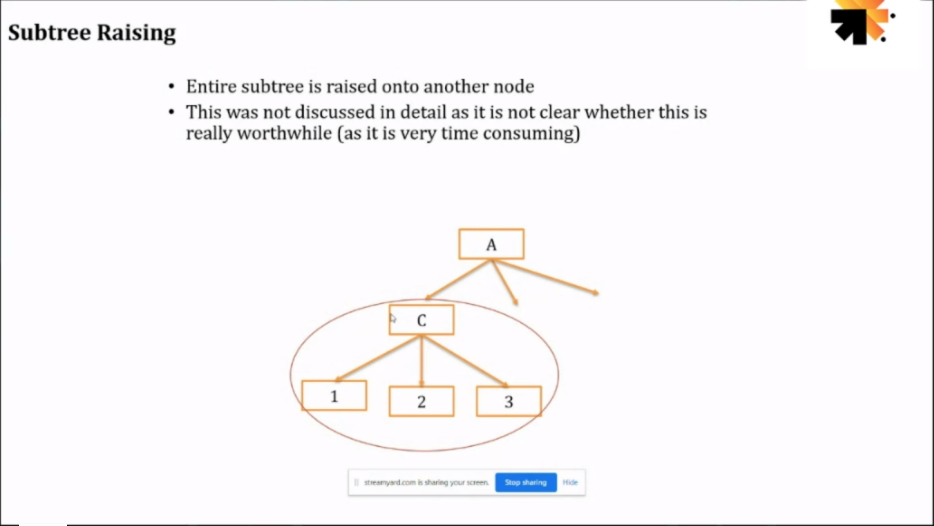 Subtree Raising
• Entire subtree is raised onto another node
• This was not discussed in detail as it is not clear whether this is
really worthwhile (as it is very time consuming)
A
C
1
2
3
streamyard.com is sharing your screen. Stop sharing Hide